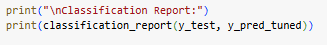 print("\nClassification Report:")
print(classification_report(y_test, y_pred_tuned))